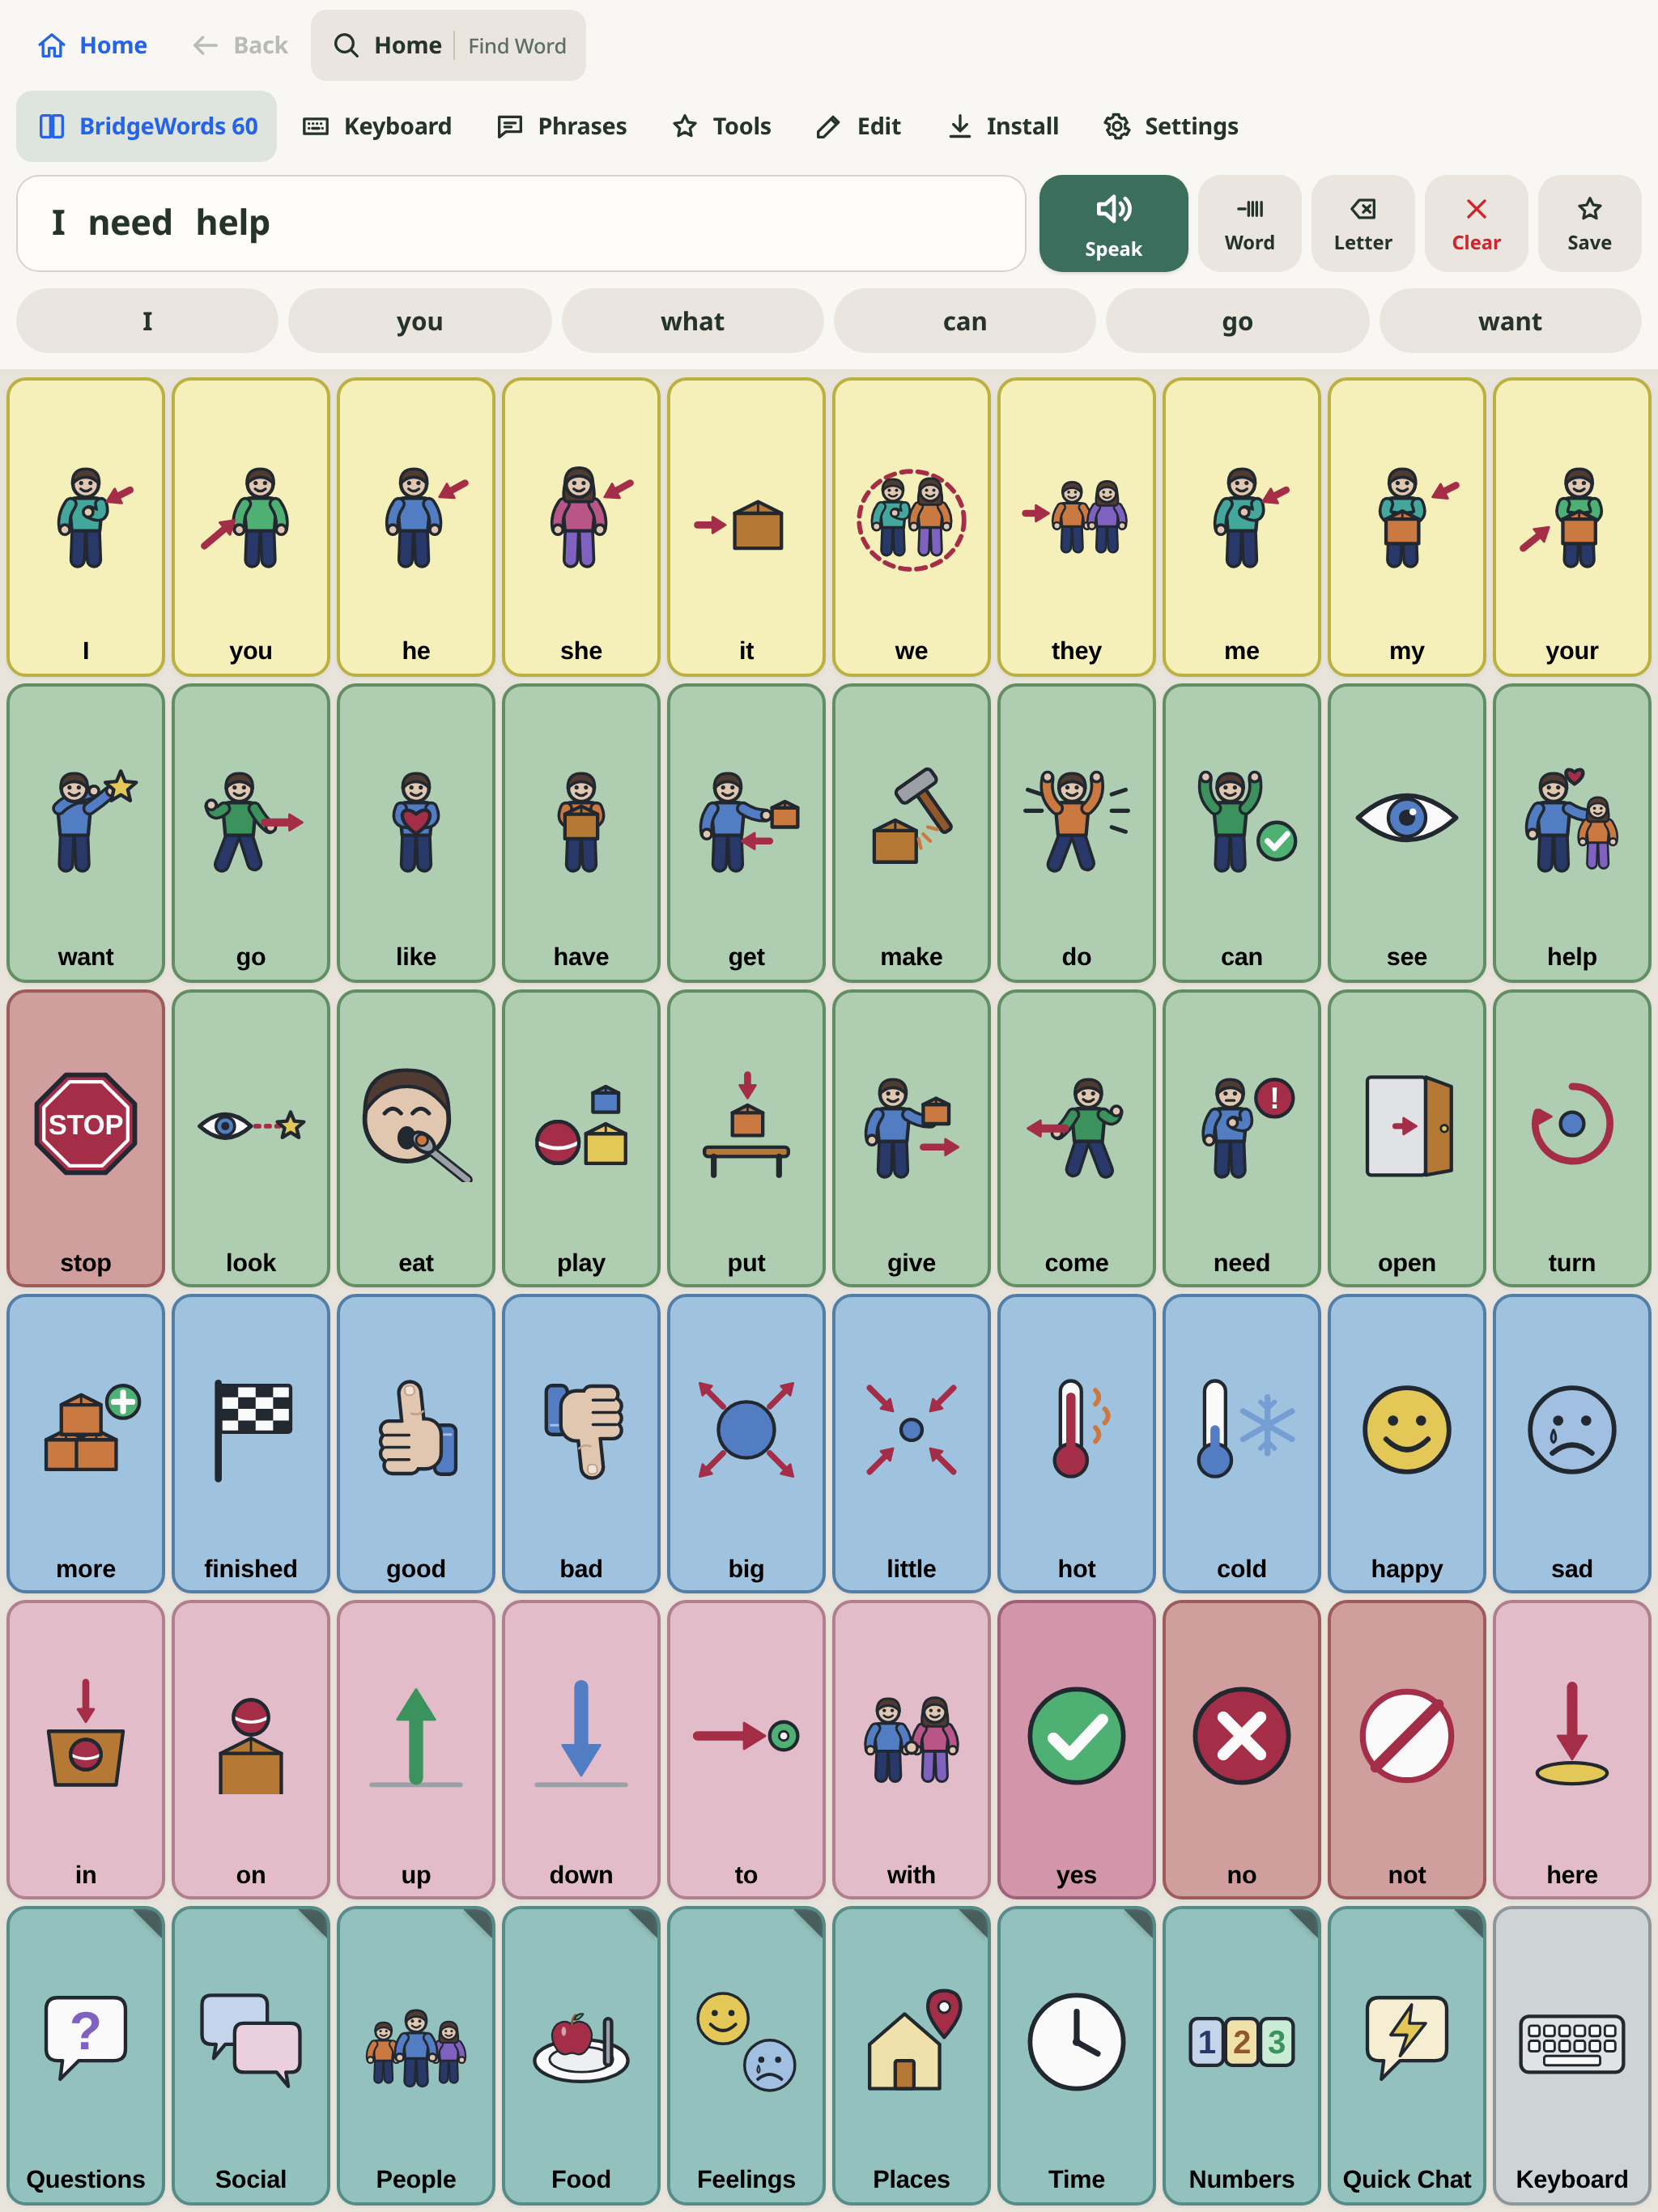 Home Back Home Find Word
BridgeWords 60 Keyboard Phrases Tools Edit Install Settings
I need help Speak Word Letter Clear Save
I you what can go want
I you he she it we they me my your
want go like have get make do can see help
STOP !
stop look eat play put give come need open turn
more finished good bad big little hot cold happy sad
in on up down to with yes no not here
? 1 2 3
Questions Social People Food Feelings Places Time Numbers Quick Chat Keyboard